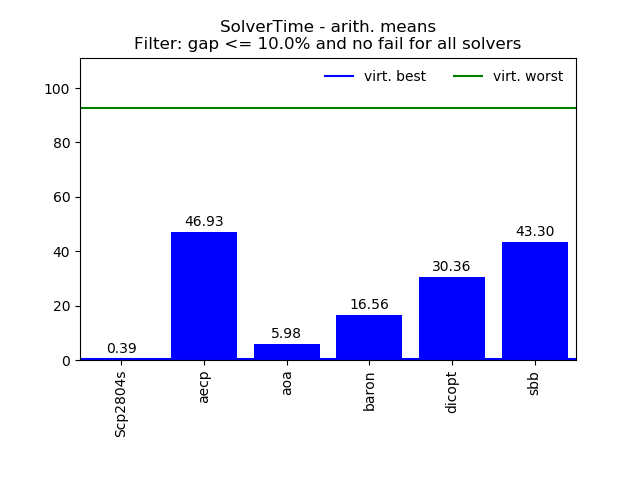 SolverTime - arith. means
Filter: gap <= 10.0% and no fail for all solvers
virt. best
virt. worst
100
80
60
40
20
0
0.39
46.93
5.98
16.56
30.36
43.30
Scp2804s
aecp
aoa
baron
dicopt
sbb